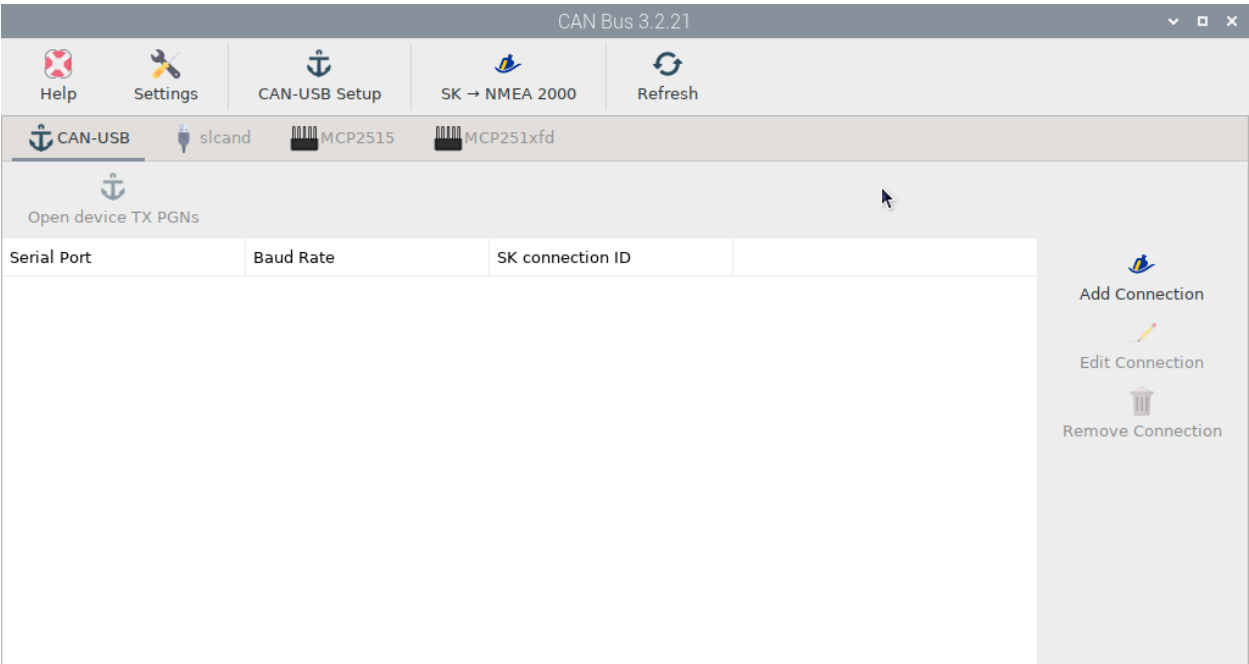 CAN Bus 3.2.21
Help Settings CAN-USB Setup SK → NMEA 2000 Refresh
CAN-USB slcand MCP2515 MCP251xfd
Open device TX PGNs
Serial Port Baud Rate SK connection ID
Add Connection
Edit Connection
Remove Connection